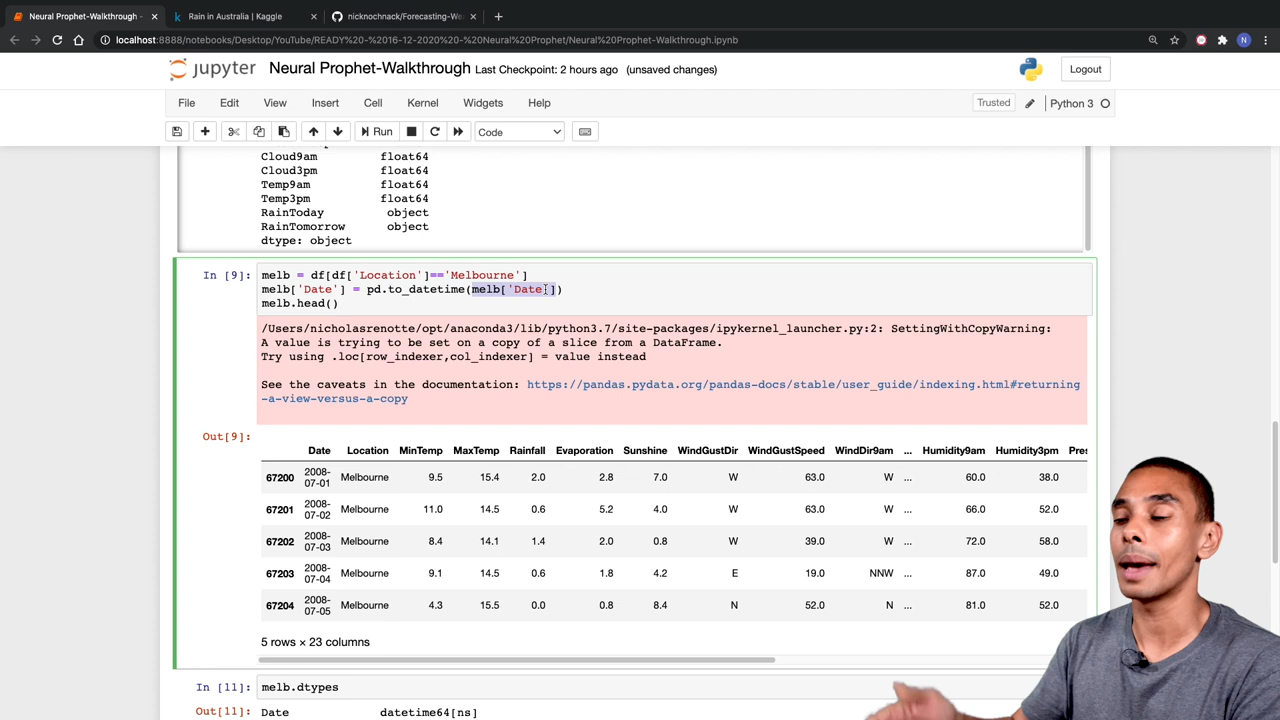 Neural Prophet-Walkthrough -
Rain in Australia | Kaggle
nicknochnack/Forecasting-We
localhost:8888/notebooks/Desktop/YouTube/READY%20-%2016-12-2020%20-%20Neural%20Prophet/Neural%20Prophet-Walkthrough.ipynb
jupyter Neural Prophet-Walkthrough Last Checkpoint: 2 hours ago (unsaved changes) Logout
File Edit View Insert Cell Kernel Widgets Help Trusted Python 3
Run Code
Cloud9am float64
Cloud3pm float64
Temp9am float64
Temp3pm float64
RainToday object
RainTomorrow object
dtype: object
In [9]: melb = df[df['Location']=='Melbourne']
melb['Date'] = pd.to_datetime(melb['Date'])
melb.head()
/Users/nicholasrenotte/opt/anaconda3/lib/python3.7/site-packages/ipykernel_launcher.py:2: SettingWithCopyWarning:
A value is trying to be set on a copy of a slice from a DataFrame.
Try using .loc[row_indexer,col_indexer] = value instead
See the caveats in the documentation: https://pandas.pydata.org/pandas-docs/stable/user_guide/indexing.html#returning
-a-view-versus-a-copy
Out[9]:
Date Location MinTemp MaxTemp Rainfall Evaporation Sunshine WindGustDir WindGustSpeed WindDir9am ... Humidity9am Humidity3pm Pres
67200 2008-07-01 Melbourne 9.5 15.4 2.0 2.8 7.0 W 63.0 W ... 60.0 38.0
67201 2008-07-02 Melbourne 11.0 14.5 0.6 5.2 4.0 W 63.0 W ... 66.0 52.0
67202 2008-07-03 Melbourne 8.4 14.1 1.4 2.0 0.8 W 39.0 W ... 72.0 58.0
67203 2008-07-04 Melbourne 9.1 14.5 0.6 1.8 4.2 E 19.0 NNW ... 87.0 49.0
67204 2008-07-05 Melbourne 4.3 15.5 0.0 0.8 8.4 N 52.0 N ... 81.0 52.0
5 rows × 23 columns
In [11]: melb.dtypes
Out[11]: Date datetime64[ns]